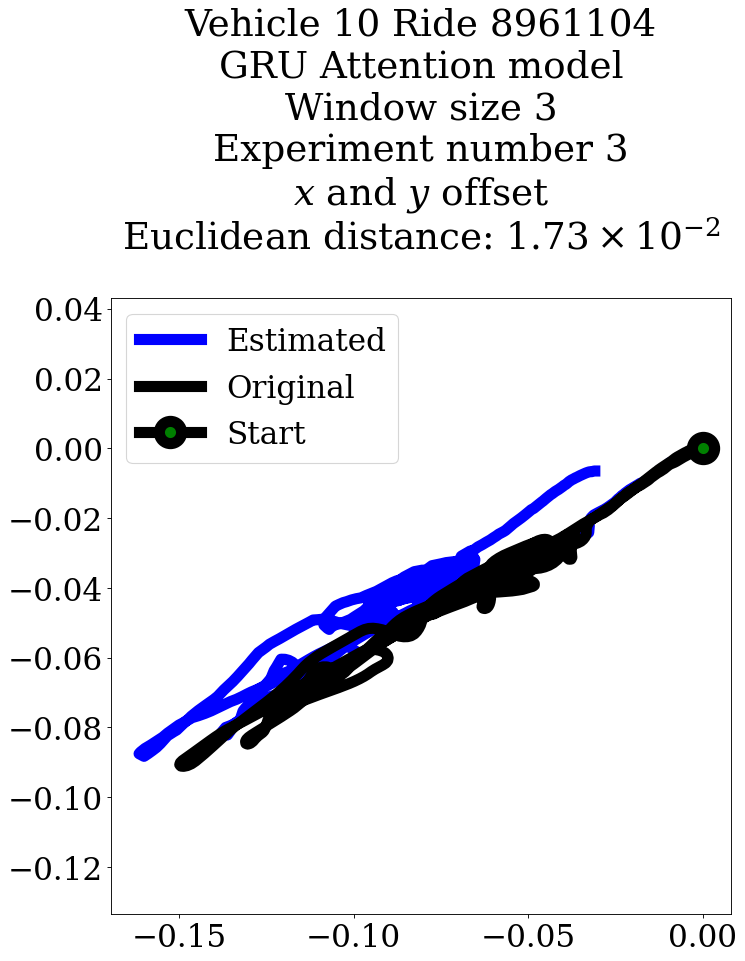 Vehicle 10 Ride 8961104
GRU Attention model
Window size 3
Experiment number 3
x and y offset
Euclidean distance: 1.73 × 10⁻²
0.04
0.02
0.00
−0.02
−0.04
−0.06
−0.08
−0.10
−0.12
Estimated
Original
Start
−0.15 −0.10 −0.05 0.00